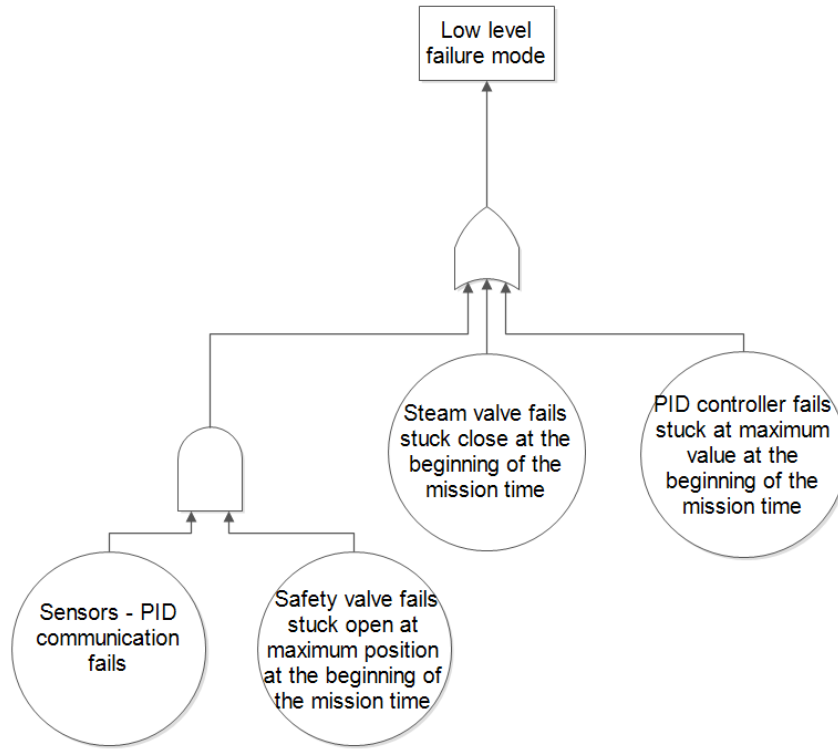 Low level
failure mode
Steam valve fails
stuck close at the
beginning of the
mission time
PID controller fails
stuck at maximum
value at the
beginning of the
mission time
Sensors - PID
communication
fails
Safety valve fails
stuck open at
maximum position
at the beginning of
the mission time